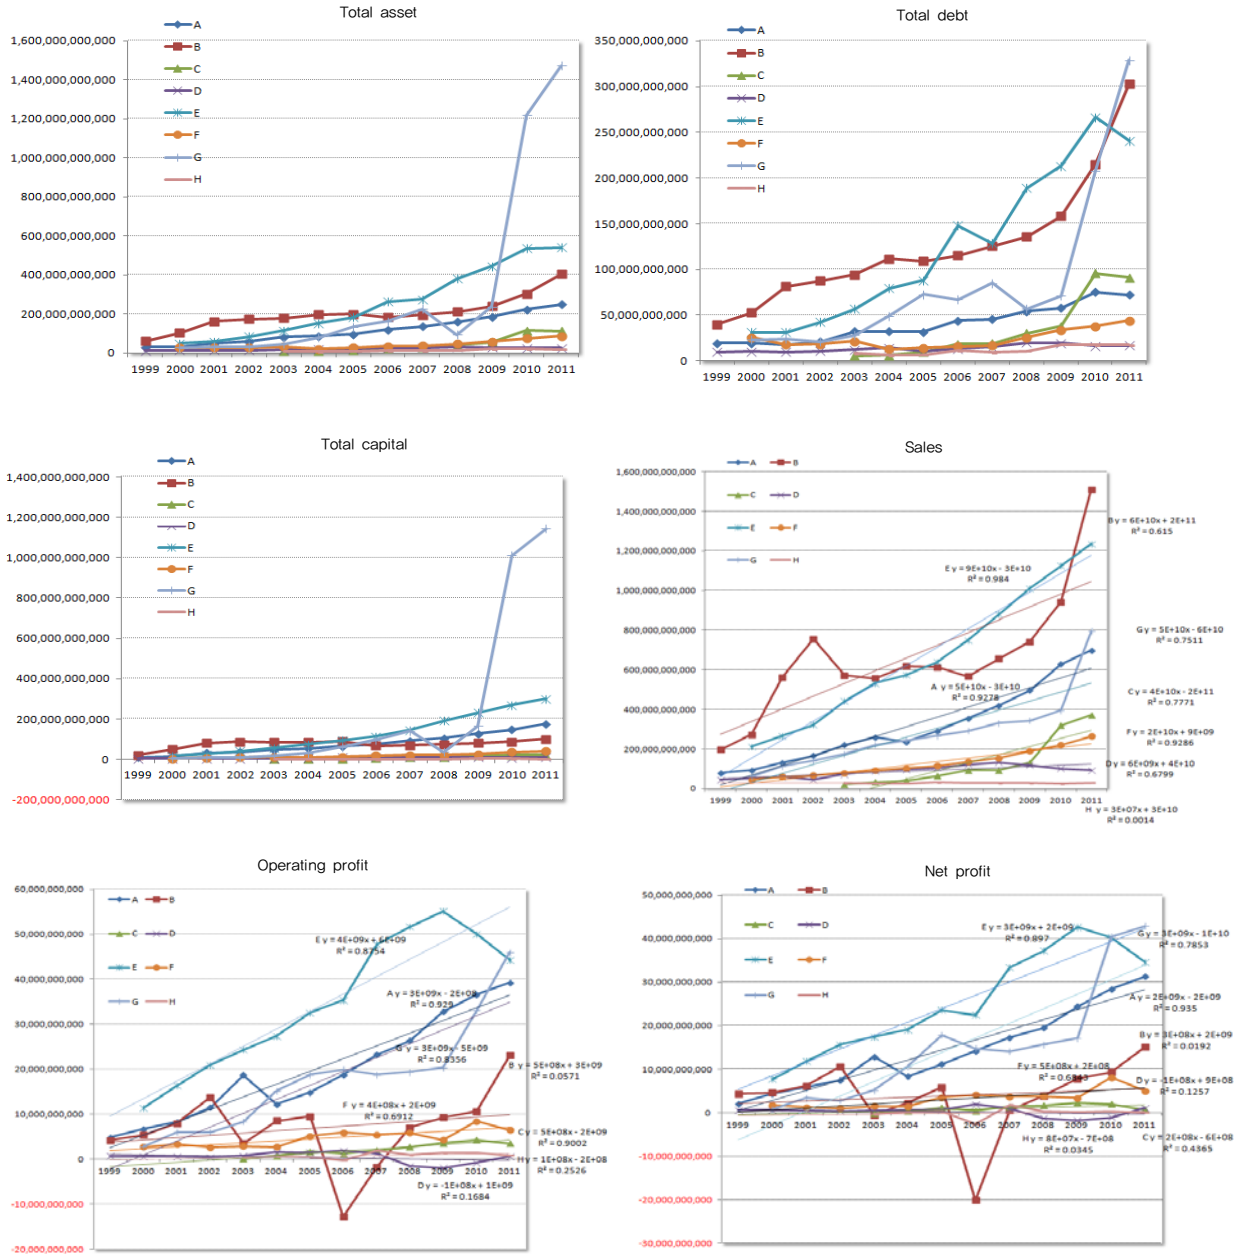 Total asset
A
B
C
D
E
F
G
H
1,600,000,000,000
1,400,000,000,000
1,200,000,000,000
1,000,000,000,000
800,000,000,000
600,000,000,000
400,000,000,000
200,000,000,000
0
1999 2000 2001 2002 2003 2004 2005 2006 2007 2008 2009 2010 2011
Total debt
A
B
C
D
E
F
G
H
350,000,000,000
300,000,000,000
250,000,000,000
200,000,000,000
150,000,000,000
100,000,000,000
50,000,000,000
0
1999 2000 2001 2002 2003 2004 2005 2006 2007 2008 2009 2010 2011
Total capital
A
B
C
D
E
F
G
H
1,400,000,000,000
1,200,000,000,000
1,000,000,000,000
800,000,000,000
600,000,000,000
400,000,000,000
200,000,000,000
0
-200,000,000,000
1999 2000 2001 2002 2003 2004 2005 2006 2007 2008 2009 2010 2011
Sales
A B
C D
E F
G H
1,600,000,000,000
1,400,000,000,000
1,200,000,000,000
1,000,000,000,000
800,000,000,000
600,000,000,000
400,000,000,000
200,000,000,000
0
1999 2000 2001 2002 2003 2004 2005 2006 2007 2008 2009 2010 2011
B y = 6E+10x + 2E+11
R² = 0.615
E y = 9E+10x - 3E+10
R² = 0.984
G y = 5E+10x - 6E+10
R² = 0.7511
A y = 5E+10x - 3E+10
R² = 0.9278
C y = 4E+10x - 2E+11
R² = 0.7771
F y = 2E+10x + 9E+09
R² = 0.9286
D y = 6E+09x + 4E+10
R² = 0.6799
H y = 3E+07x + 3E+10
R² = 0.0014
Operating profit
A B
C D
E F
G H
60,000,000,000
50,000,000,000
40,000,000,000
30,000,000,000
20,000,000,000
10,000,000,000
0
-10,000,000,000
-20,000,000,000
1999 2000 2001 2002 2003 2004 2005 2006 2007 2008 2009 2010 2011
E y = 4E+09x + 6E+09
R² = 0.8754
A y = 3E+09x - 2E+08
R² = 0.929
G y = 3E+09x - 5E+09
R² = 0.8356
B y = 5E+08x + 3E+09
R² = 0.0571
F y = 4E+08x + 2E+09
R² = 0.6912
C y = 5E+08x - 2E+09
R² = 0.9002
H y = 1E+08x - 2E+08
R² = 0.2526
D y = -1E+08x + 1E+09
R² = 0.1684
Net profit
A B
C D
E F
G H
50,000,000,000
40,000,000,000
30,000,000,000
20,000,000,000
10,000,000,000
0
-10,000,000,000
-20,000,000,000
-30,000,000,000
1999 2000 2001 2002 2003 2004 2005 2006 2007 2008 2009 2010 2011
E y = 3E+09x + 2E+09
R² = 0.897
G y = 3E+09x - 1E+10
R² = 0.7853
A y = 2E+09x - 2E+09
R² = 0.935
B y = 3E+08x + 2E+09
R² = 0.0192
F y = 5E+08x + 2E+08
D y = -1E+08x + 9E+08
R² = 0.1257
H y = 8E+07x - 7E+08
R² = 0.0345
C y = 2E+08x - 6E+08
R² = 0.4365